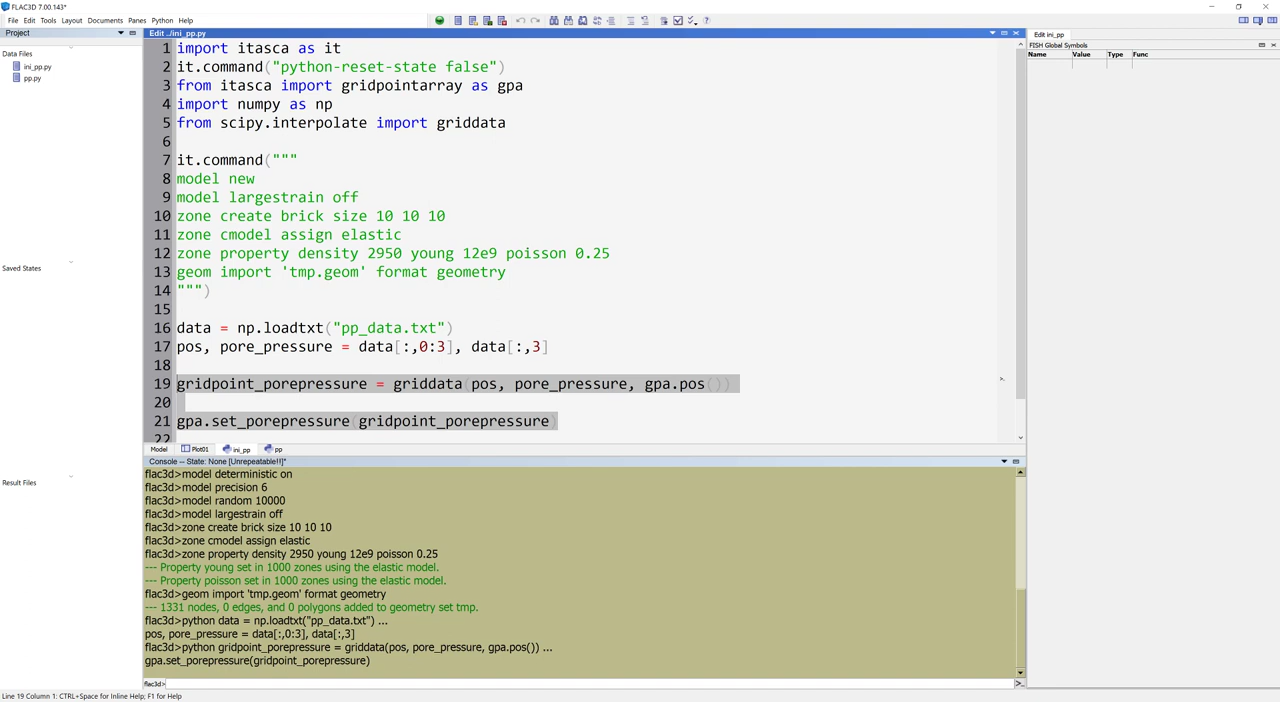 FLAC3D 7.00.143*
File Edit Tools Layout Documents Panes Python Help
Project
Data Files
ini_pp.py
pp.py
Saved States
Result Files
Edit ../ini_pp.py
1 import itasca as it
2 it.command("python-reset-state false")
3 from itasca import gridpointarray as gpa
4 import numpy as np
5 from scipy.interpolate import griddata
6
7 it.command("""
8 model new
9 model largestrain off
10 zone create brick size 10 10 10
11 zone cmodel assign elastic
12 zone property density 2950 young 12e9 poisson 0.25
13 geom import 'tmp.geom' format geometry
14 """)
15
16 data = np.loadtxt("pp_data.txt")
17 pos, pore_pressure = data[:,0:3], data[:,3]
18
19 gridpoint_porepressure = griddata(pos, pore_pressure, gpa.pos())
20
21 gpa.set_porepressure(gridpoint_porepressure)
22
Model Plot01 ini_pp pp
Console -- State: None [Unrepeatable!!]*
flac3d>model deterministic on
flac3d>model precision 6
flac3d>model random 10000
flac3d>model largestrain off
flac3d>zone create brick size 10 10 10
flac3d>zone cmodel assign elastic
flac3d>zone property density 2950 young 12e9 poisson 0.25
--- Property young set in 1000 zones using the elastic model.
--- Property poisson set in 1000 zones using the elastic model.
flac3d>geom import 'tmp.geom' format geometry
--- 1331 nodes, 0 edges, and 0 polygons added to geometry set tmp.
flac3d>python data = np.loadtxt("pp_data.txt") ...
pos, pore_pressure = data[:,0:3], data[:,3]
flac3d>python gridpoint_porepressure = griddata(pos, pore_pressure, gpa.pos()) ...
gpa.set_porepressure(gridpoint_porepressure)
flac3d>
Edit ini_pp
FISH Global Symbols
Name Value Type Func
Line 19 Column 1: CTRL+Space for Inline Help; F1 for Help